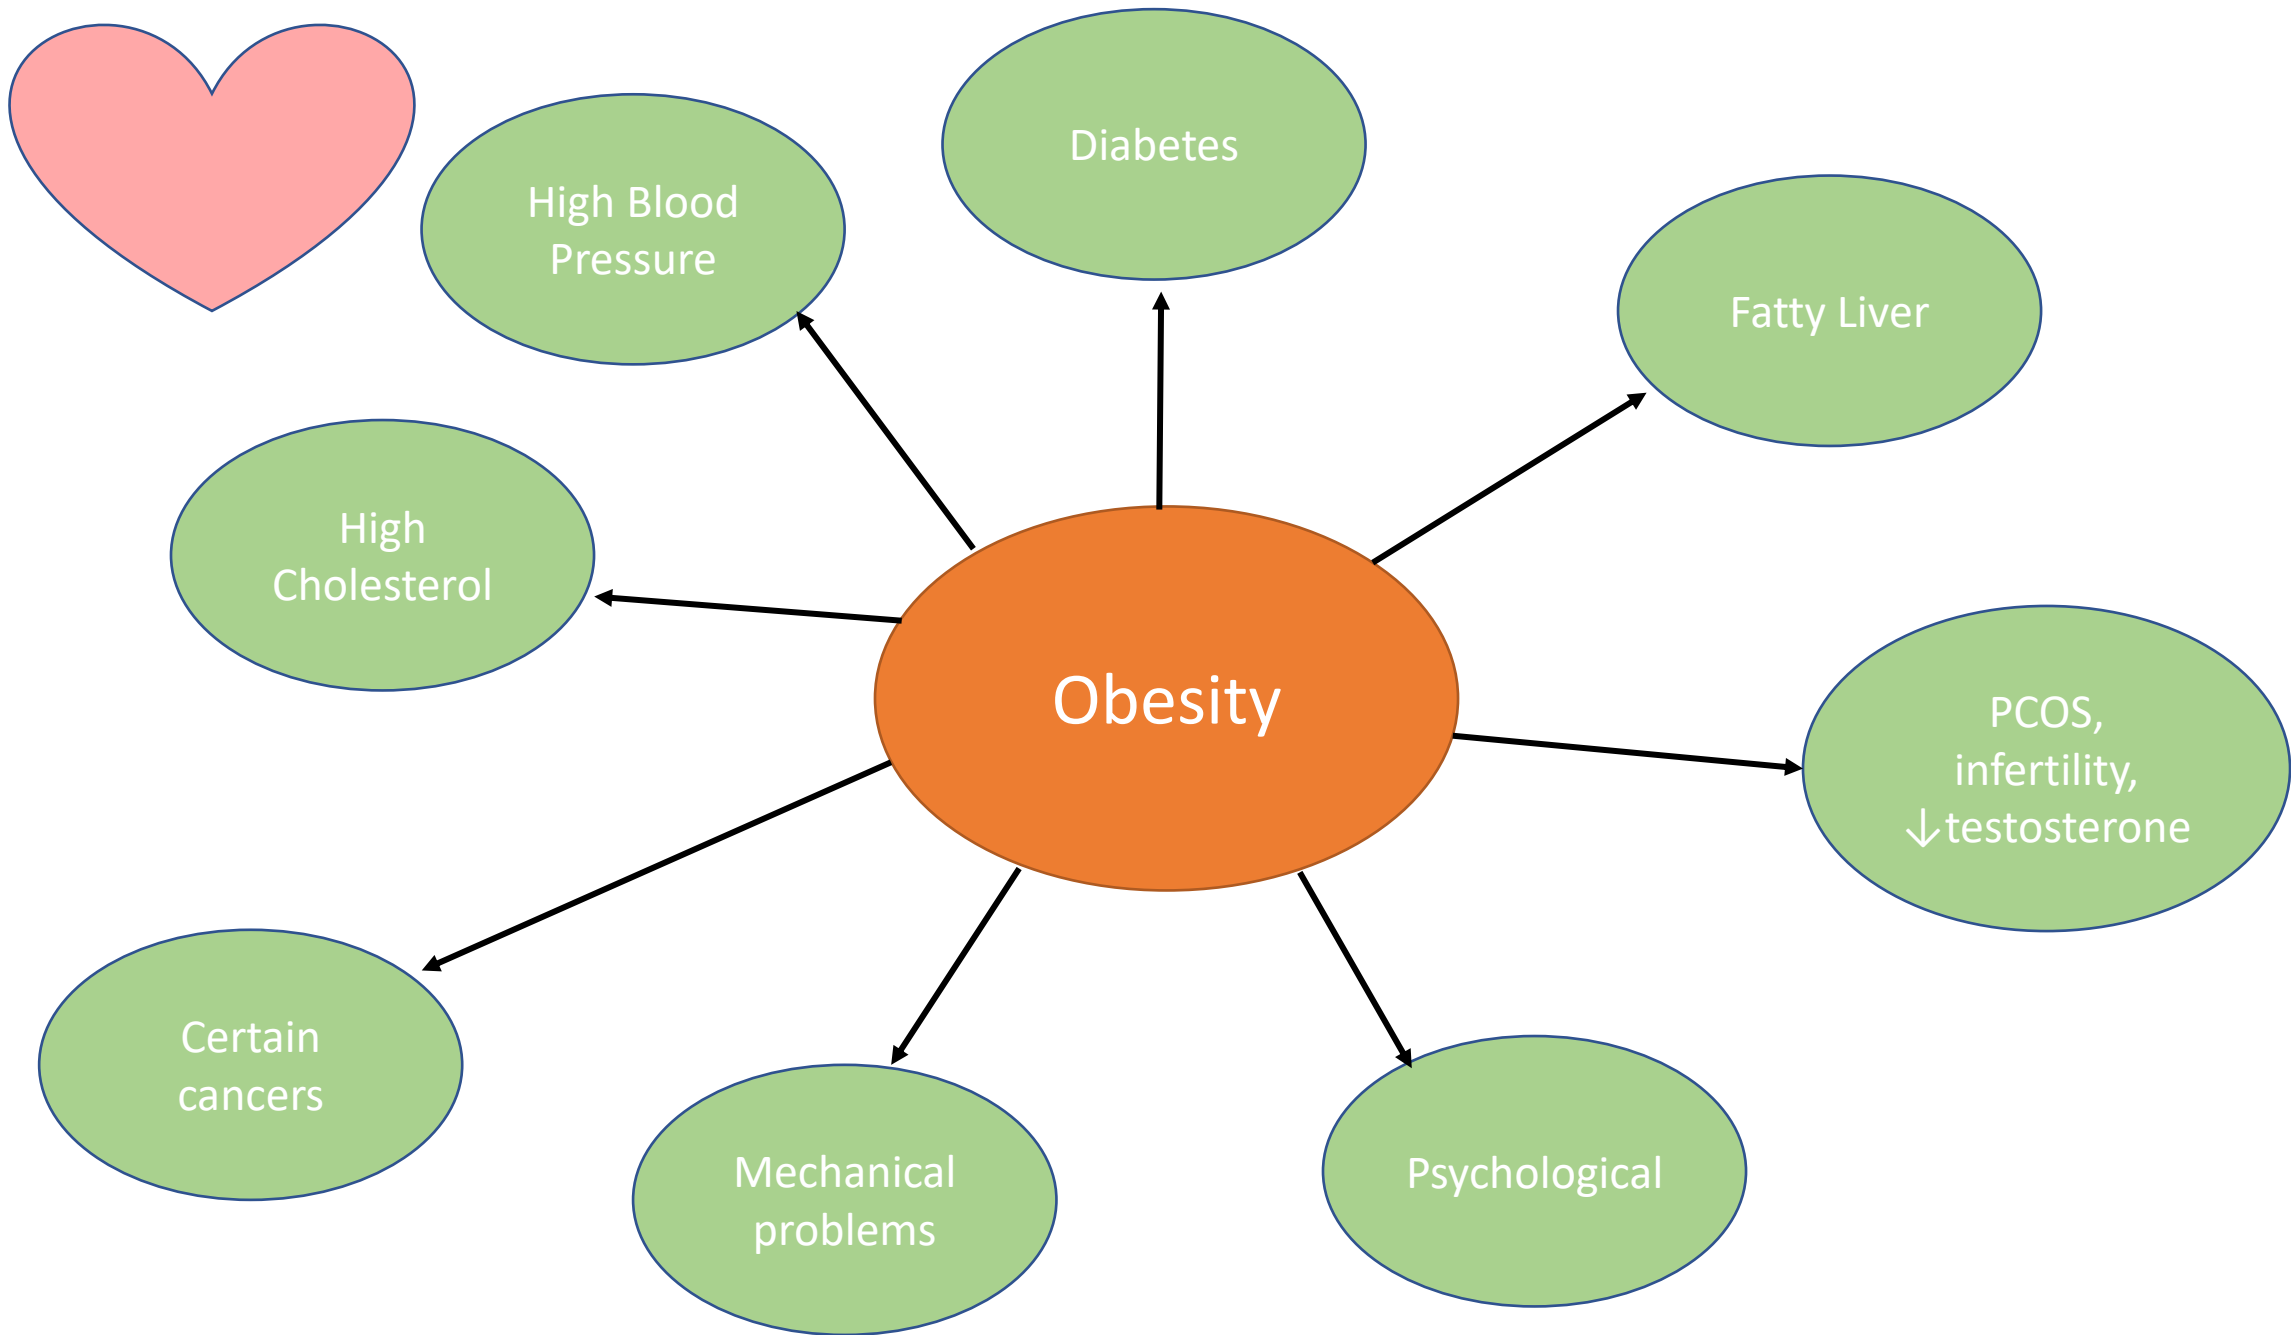 Diabetes
High Blood
Pressure
Fatty Liver
High
Cholesterol
Obesity
PCOS,
infertility,
↓testosterone
Certain
cancers
Mechanical
problems
Psychological